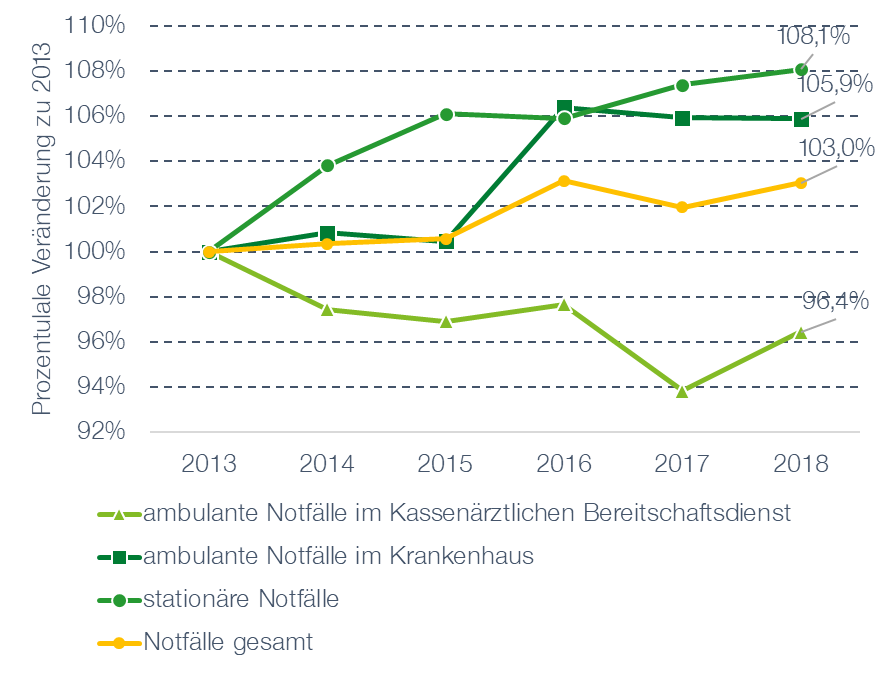 110%
108%
106%
104%
102%
100%
98%
96%
94%
92%
Prozentulale Veränderung zu 2013
108,1%
105,9%
103,0%
96,4%
2013 2014 2015 2016 2017 2018
ambulante Notfälle im Kassenärztlichen Bereitschaftsdienst
ambulante Notfälle im Krankenhaus
stationäre Notfälle
Notfälle gesamt